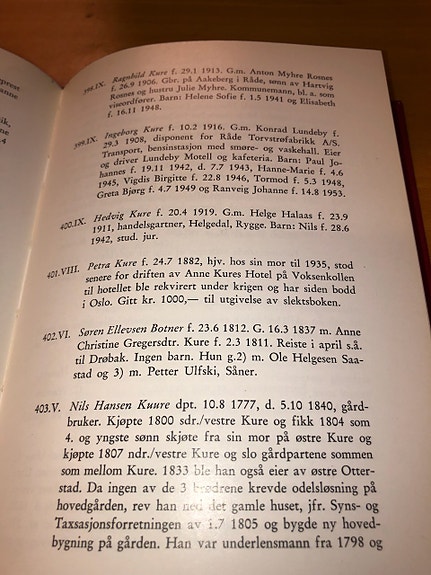 398.IX. Ragnhild Kure f. 29.1 1913. G.m. Anton Myhre Rosnes
f. 26.9 1906. Gbr. på Aakeberg i Råde, sønn av Hartvig
Rosnes og hustru Julie Myhre. Kommunemann, bl. a. som
viseordfører. Barn: Helene Sofie f. 1.5 1941 og Elisabeth
f. 16.11 1948.
399.IX. Ingeborg Kure f. 10.2 1916. G.m. Konrad Lundeby f.
29.3 1908, disponent for Råde Torvstrøfabrikk A/S.
Transport, bensinstasjon med smøre- og vaskehall. Eier
og driver Lundeby Motell og kafeteria. Barn: Paul Jo-
hannes f. 19.11 1942, d. 7.7 1943, Hanne-Marie f. 4.6
1945, Vigdis Birgitte f. 22.8 1946, Tormod f. 5.3 1948,
Greta Bjørg f. 4.7 1949 og Ranveig Johanne f. 14.8 1953.
400.IX. Hedvig Kure f. 20.4 1919. G.m. Helge Halaas f. 23.9
1911, handelsgartner, Helgedal, Rygge. Barn: Nils f. 28.6
1942, stud. jur.
401.VIII. Petra Kure f. 24.7 1882, hjv. hos sin mor til 1935, stod
senere for driften av Anne Kures Hotel på Voksenkollen
til hotellet ble rekvirert under krigen og har siden bodd
i Oslo. Gitt kr. 1000,— til utgivelse av slektsboken.
402.VI. Søren Ellevsen Botner f. 23.6 1812. G. 16.3 1837 m. Anne
Christine Gregersdtr. Kure f. 2.3 1811. Reiste i april s.å.
til Drøbak. Ingen barn. Hun g.2) m. Ole Helgesen Saa-
stad og 3) m. Petter Ulfski, Såner.
403.V. Nils Hansen Kuure dpt. 10.8 1777, d. 5.10 1840, gård-
bruker. Kjøpte 1800 sdr./vestre Kure og fikk 1804 som
4. og yngste sønn skjøte fra sin mor på østre Kure og
kjøpte 1807 ndr./vestre Kure og slo gårdpartene sommen
som mellom Kure. 1833 ble han også eier av østre Otter-
stad. Da ingen av de 3 brødrene krevde odelsløsning på
hovedgården, rev han ned det gamle huset, jfr. Syns- og
Taxsasjonsforretningen av 1.7 1805 og bygde ny hoved-
bygning på gården. Han var underlensmann fra 1798 og